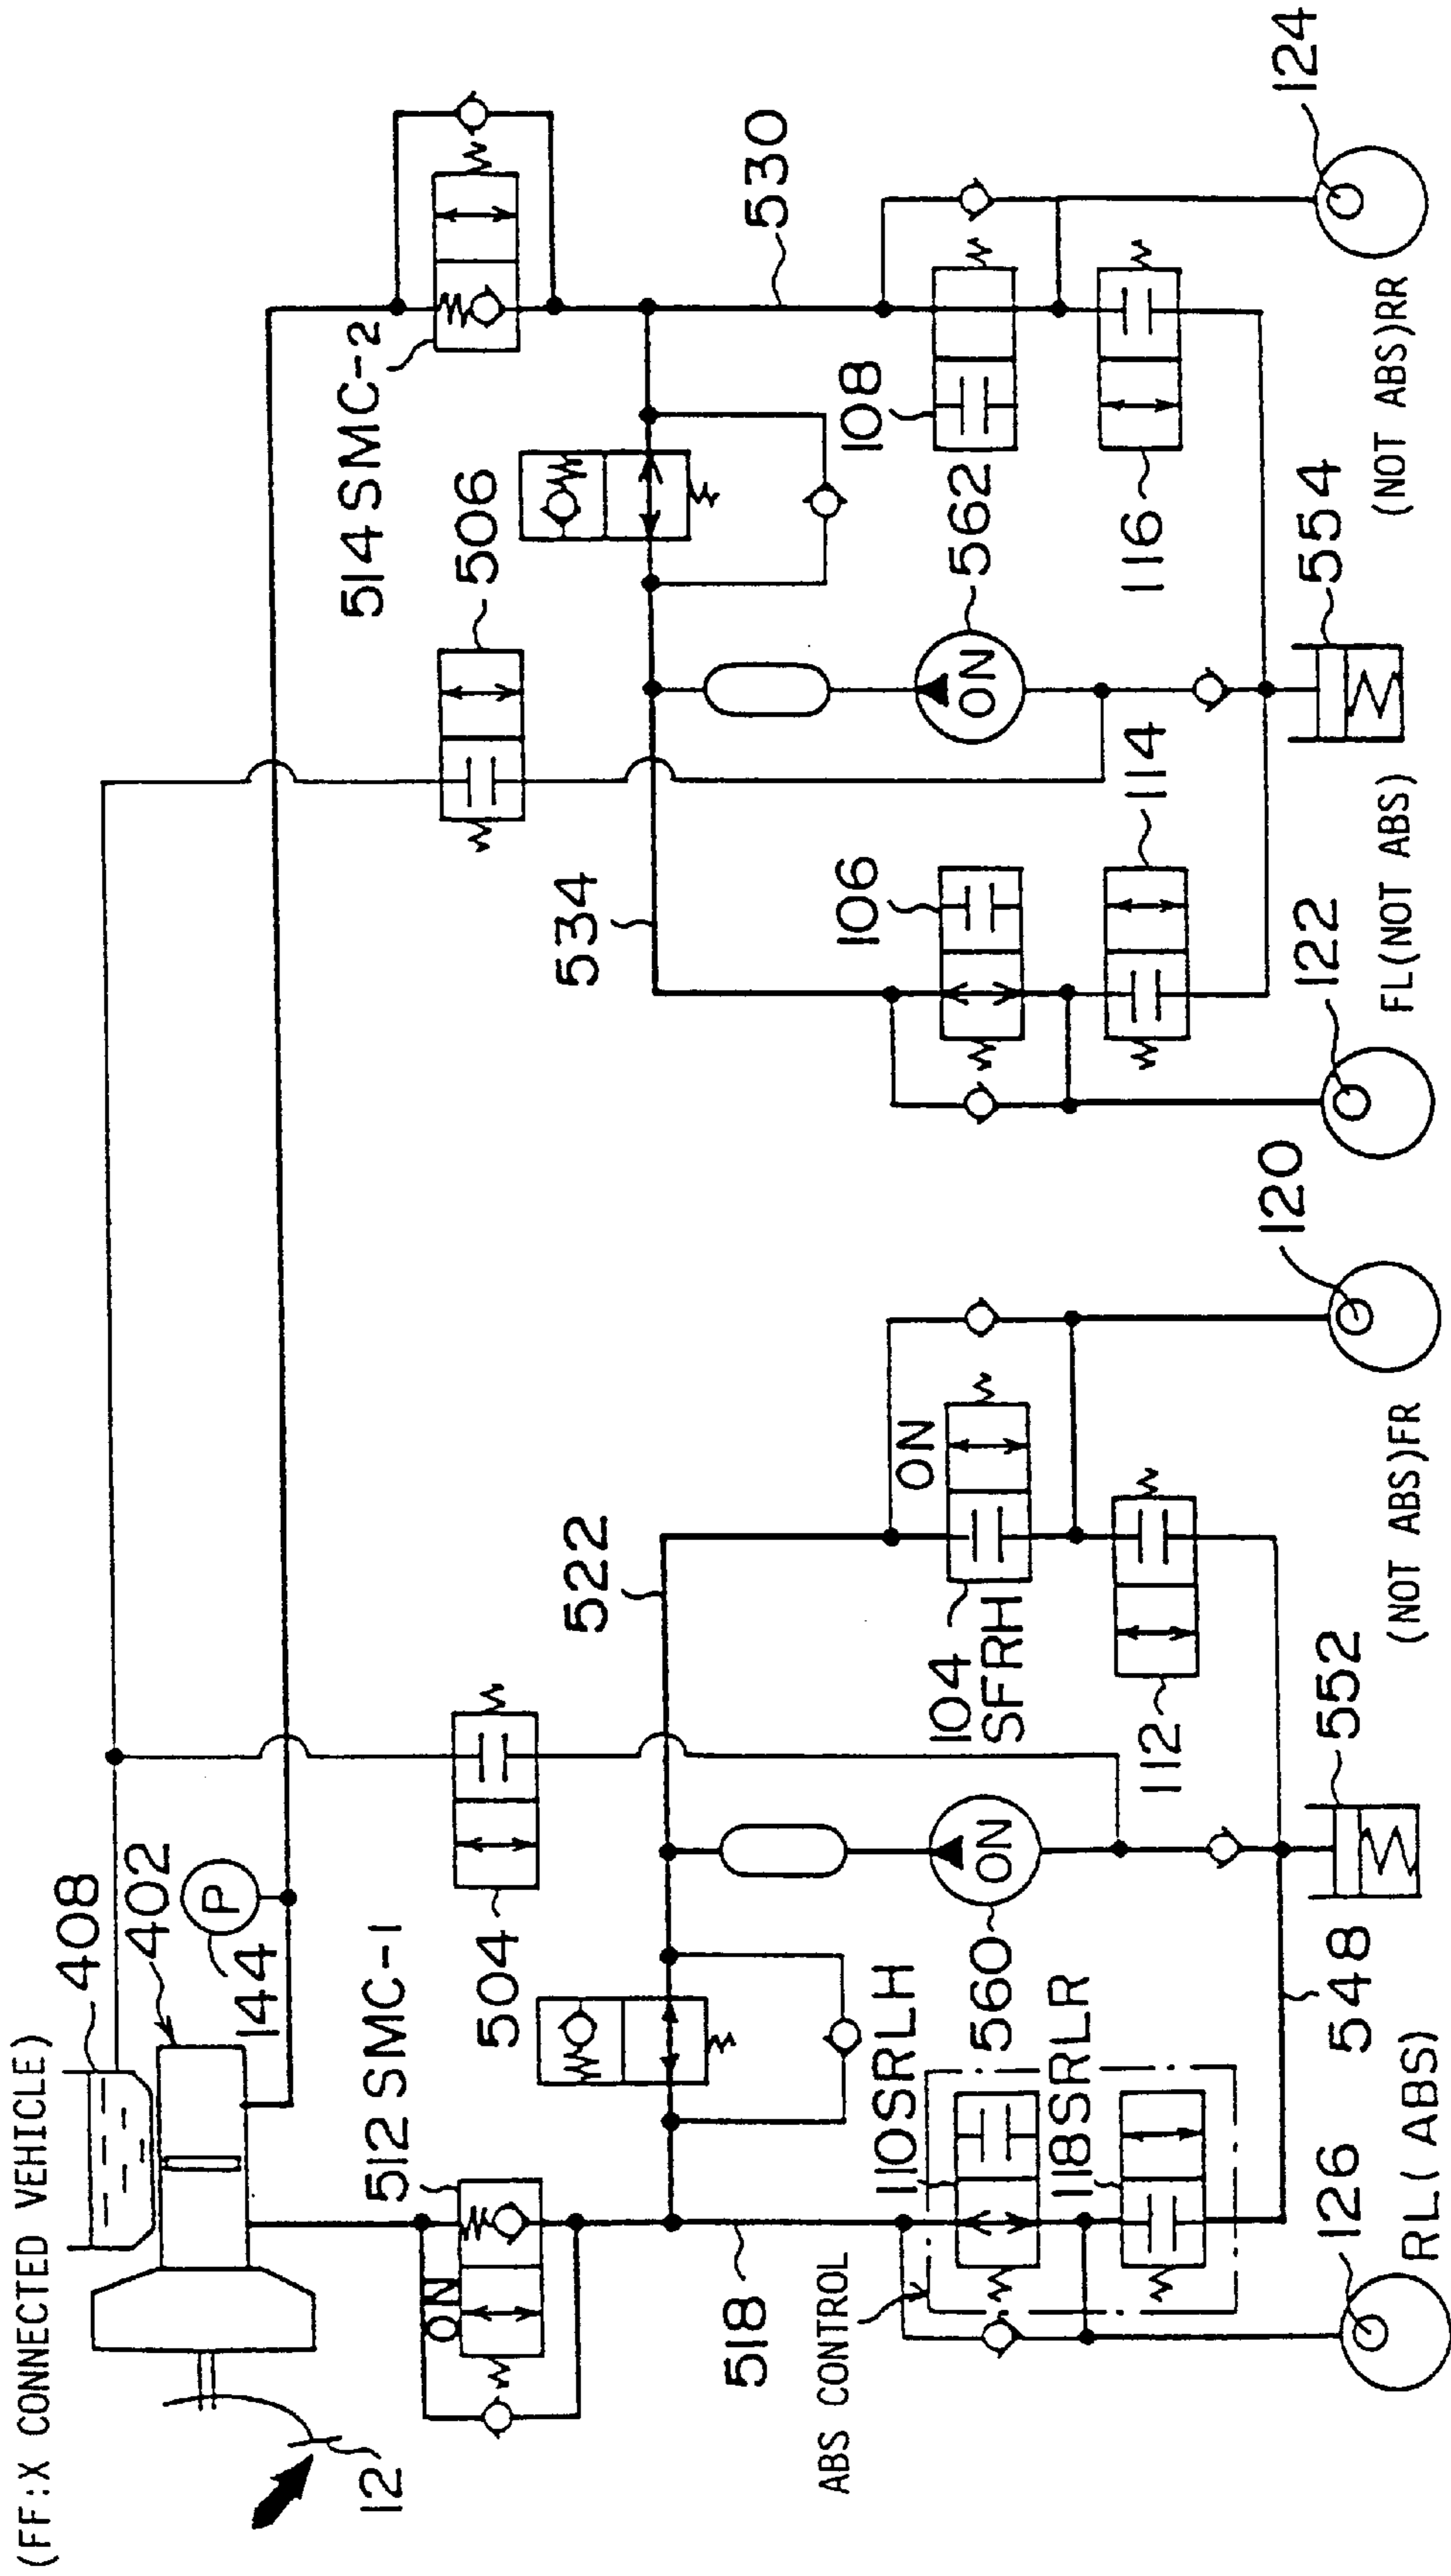 (FF:X CONNECTED VEHICLE)
408
402
144
P
12
512 SMC-1
ON
504
506
514 SMC-2
522
534
530
518
ABS CONTROL
110SRLH
118SRLR
560
ON
ON
104
SFRH
112
106
114
562
ON
108
116
548
552
554
126
RL(ABS)
120
(NOT ABS)FR
122
FL(NOT ABS)
124
(NOT ABS)RR